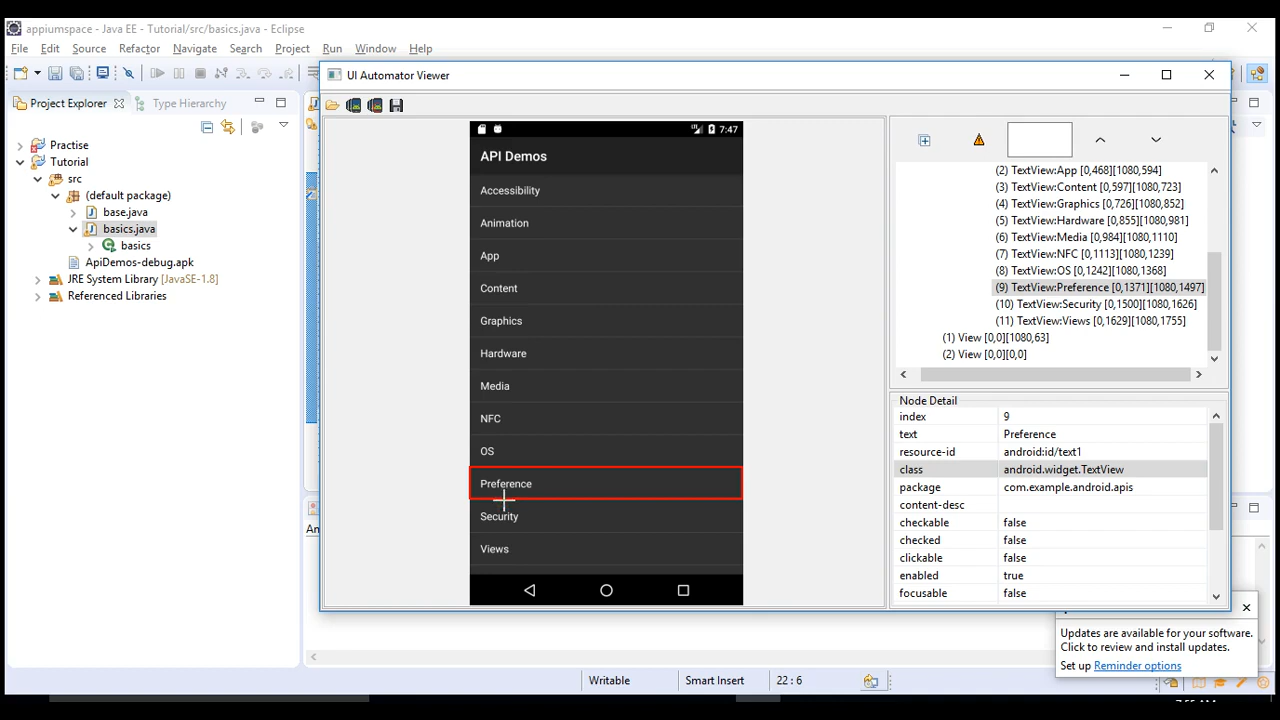 appiumspace - Java EE - Tutorial/src/basics.java - Eclipse
File Edit Source Refactor Navigate Search Project Run Window Help
Project Explorer
Type Hierarchy
Practise
Tutorial
src
(default package)
base.java
basics.java
basics
ApiDemos-debug.apk
JRE System Library [JavaSE-1.8]
Referenced Libraries
UI Automator Viewer
7:47
API Demos
Accessibility
Animation
App
Content
Graphics
Hardware
Media
NFC
OS
Preference
Security
Views
(2) TextView:App [0,468][1080,594]
(3) TextView:Content [0,597][1080,723]
(4) TextView:Graphics [0,726][1080,852]
(5) TextView:Hardware [0,855][1080,981]
(6) TextView:Media [0,984][1080,1110]
(7) TextView:NFC [0,1113][1080,1239]
(8) TextView:OS [0,1242][1080,1368]
(9) TextView:Preference [0,1371][1080,1497]
(10) TextView:Security [0,1500][1080,1626]
(11) TextView:Views [0,1629][1080,1755]
(1) View [0,0][1080,63]
(2) View [0,0][0,0]
Node Detail
index 9
text Preference
resource-id android:id/text1
class android.widget.TextView
package com.example.android.apis
content-desc
checkable false
checked false
clickable false
enabled true
focusable false
Updates are available for your software.
Click to review and install updates.
Set up Reminder options
Writable
Smart Insert
22 : 6